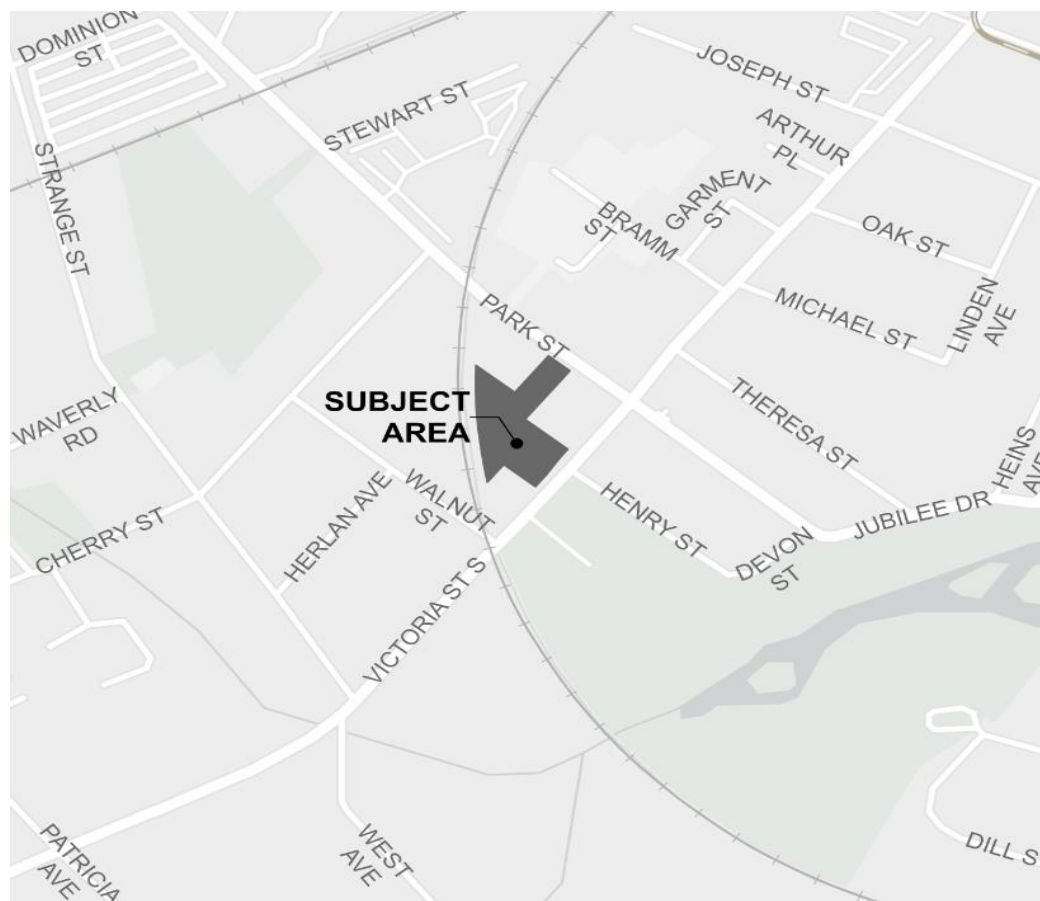 DOMINION
ST
JOSEPH ST
STEWART ST
ARTHUR
PL
STRANGE ST
GARMENT
ST
BRAMM
ST
OAK ST
LINDEN
AVE
MICHAEL ST
PARK ST
WAVERLY
RD
SUBJECT
AREA
THERESA ST
HEINS
AVE
HERLAN AVE
WALNUT
ST
CHERRY ST
HENRY ST
DEVON
ST
JUBILEE DR
VICTORIA ST S
PATRICIA
AVE
WEST
AVE
DILL S